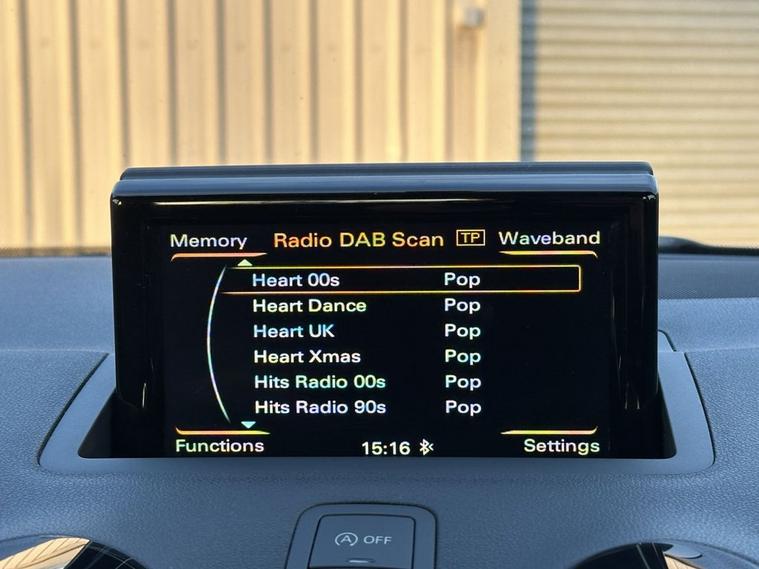 Memory Radio DAB Scan TP Waveband
Heart 00s Pop
Heart Dance Pop
Heart UK Pop
Heart Xmas Pop
Hits Radio 00s Pop
Hits Radio 90s Pop
Functions 15:16 Settings
A OFF